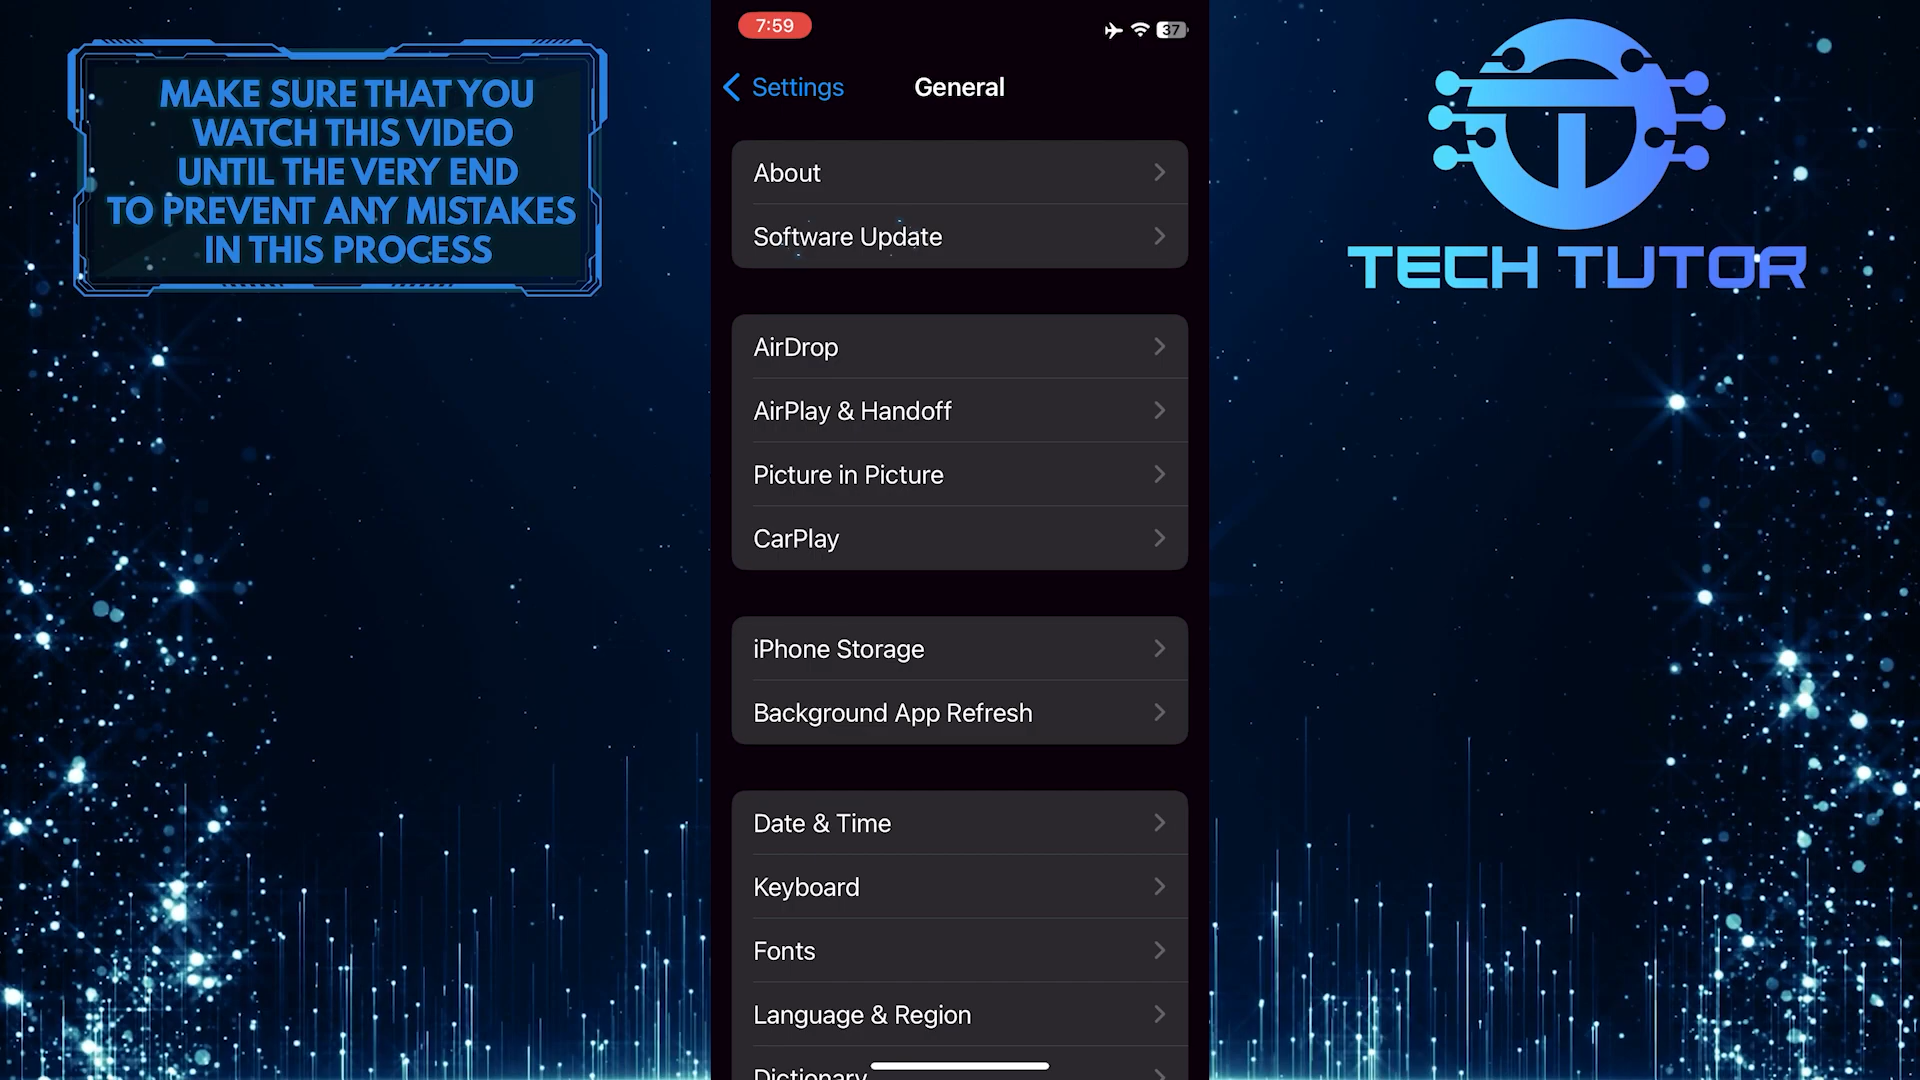 MAKE SURE THAT YOU
WATCH THIS VIDEO
UNTIL THE VERY END
TO PREVENT ANY MISTAKES
IN THIS PROCESS
7:59
37
Settings
General
About
Software Update
AirDrop
AirPlay & Handoff
Picture in Picture
CarPlay
iPhone Storage
Background App Refresh
Date & Time
Keyboard
Fonts
Language & Region
Dictionary
TECH TUTOR